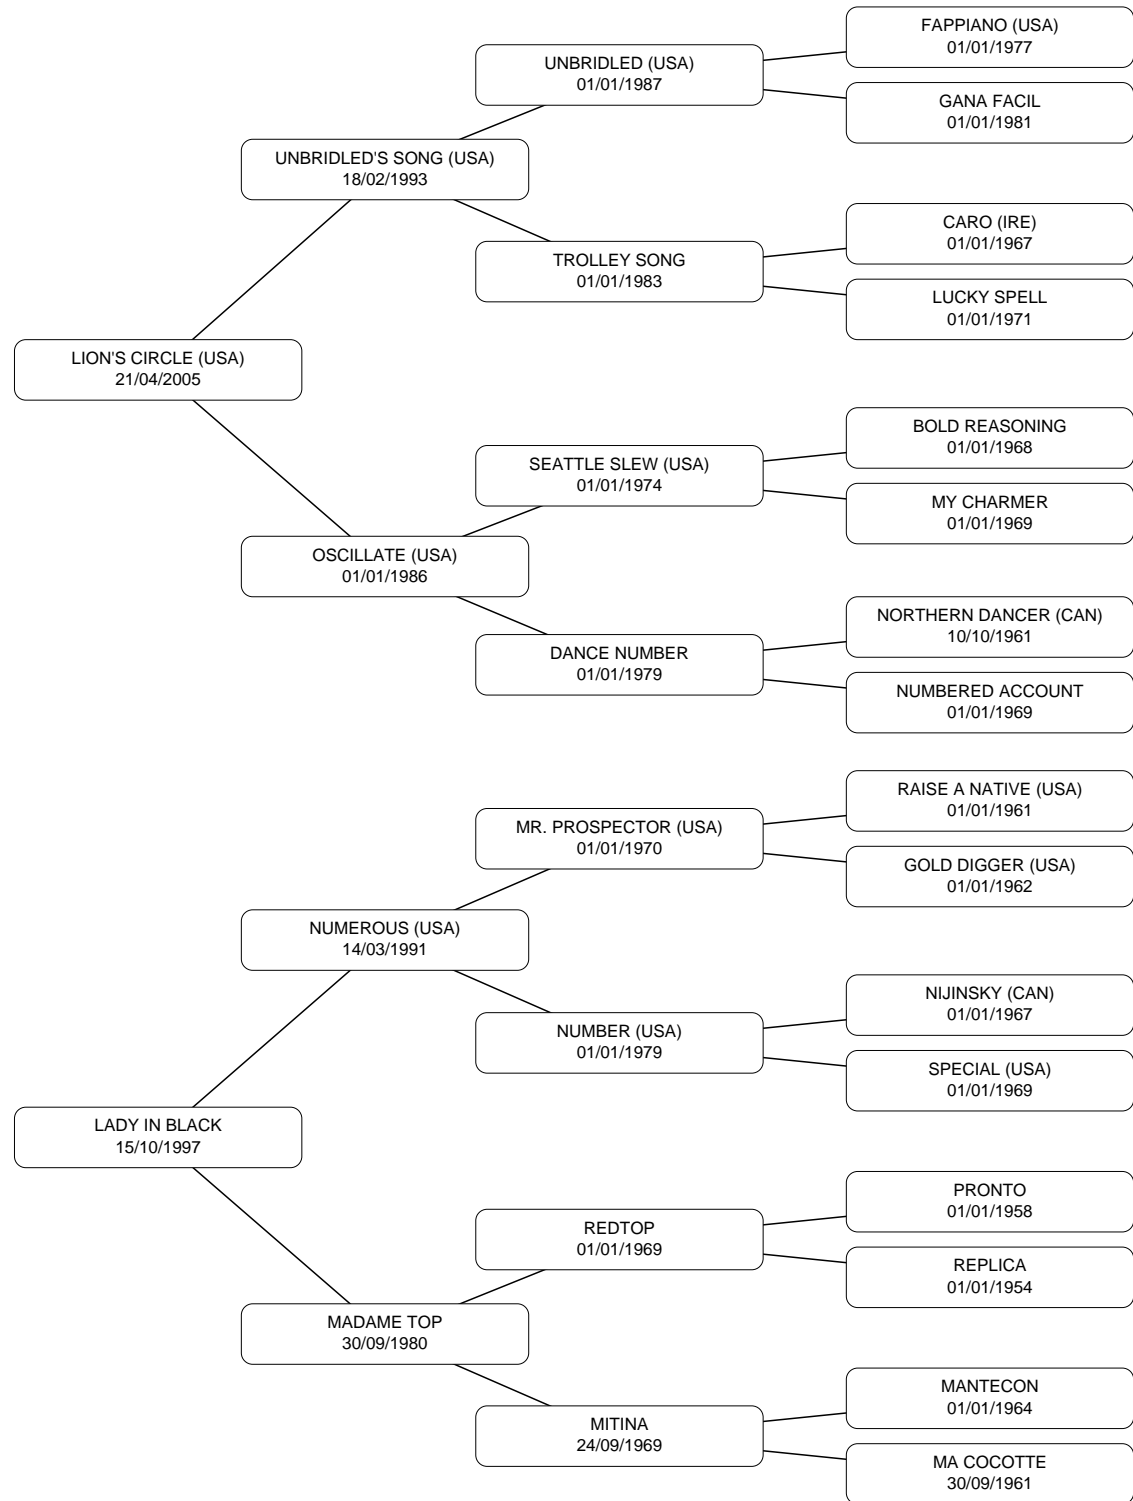 FAPPIANO (USA)
01/01/1977
UNBRIDLED (USA)
01/01/1987
GANA FACIL
01/01/1981
UNBRIDLED'S SONG (USA)
18/02/1993
CARO (IRE)
01/01/1967
TROLLEY SONG
01/01/1983
LUCKY SPELL
01/01/1971
LION'S CIRCLE (USA)
21/04/2005
BOLD REASONING
01/01/1968
SEATTLE SLEW (USA)
01/01/1974
MY CHARMER
01/01/1969
OSCILLATE (USA)
01/01/1986
NORTHERN DANCER (CAN)
10/10/1961
DANCE NUMBER
01/01/1979
NUMBERED ACCOUNT
01/01/1969
RAISE A NATIVE (USA)
01/01/1961
MR. PROSPECTOR (USA)
01/01/1970
GOLD DIGGER (USA)
01/01/1962
NUMEROUS (USA)
14/03/1991
NIJINSKY (CAN)
01/01/1967
NUMBER (USA)
01/01/1979
SPECIAL (USA)
01/01/1969
LADY IN BLACK
15/10/1997
PRONTO
01/01/1958
REDTOP
01/01/1969
REPLICA
01/01/1954
MADAME TOP
30/09/1980
MANTECON
01/01/1964
MITINA
24/09/1969
MA COCOTTE
30/09/1961